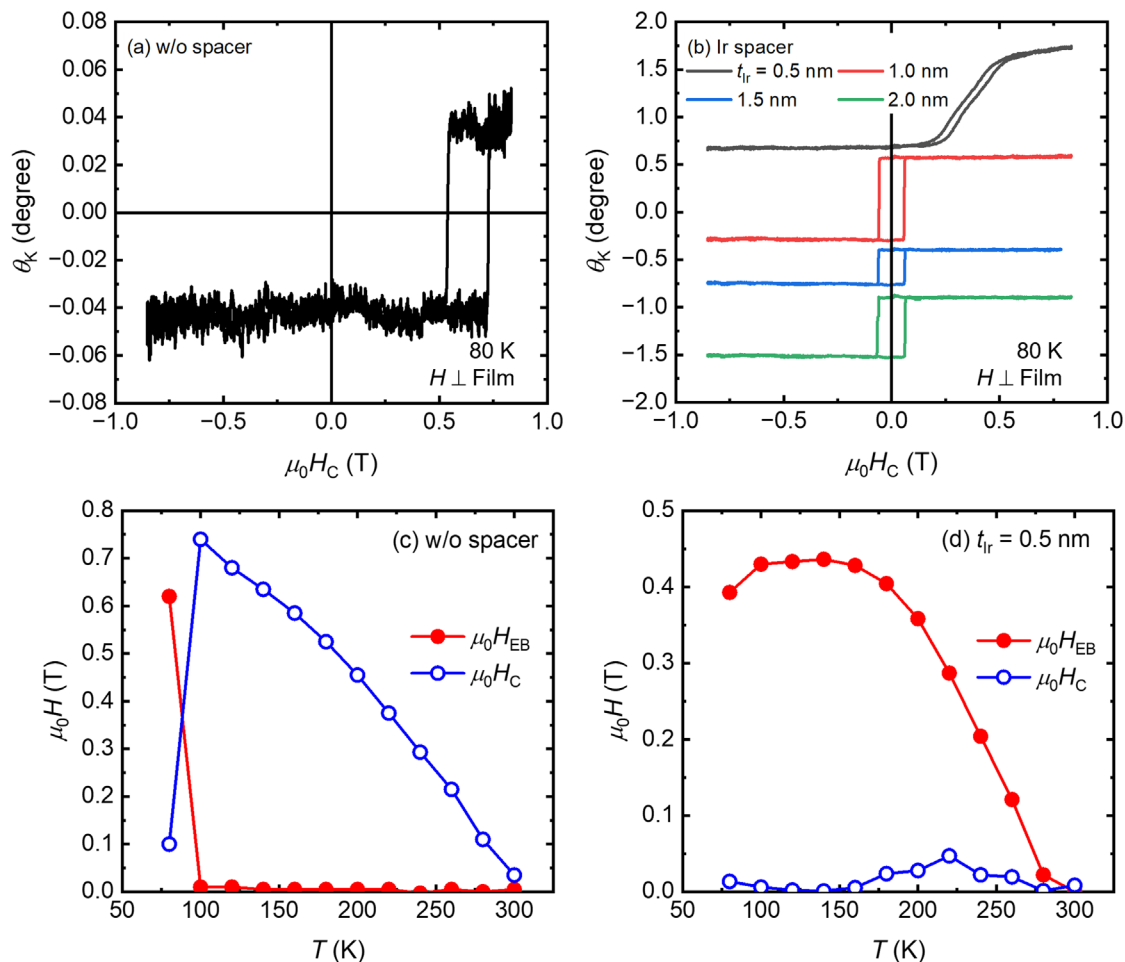 (a) w/o spacer
0.08
0.06
0.04
0.02
0.00
−0.02
−0.04
−0.06
−0.08
θK (degree)
80 K
H ⊥ Film
−1.0
−0.5
0.0
0.5
1.0
μ0HC (T)
(b) Ir spacer
tIr = 0.5 nm
1.0 nm
1.5 nm
2.0 nm
2.0
1.5
1.0
0.5
0.0
−0.5
−1.0
−1.5
−2.0
θK (degree)
80 K
H ⊥ Film
−1.0
−0.5
0.0
0.5
1.0
μ0HC (T)
(c) w/o spacer
0.8
0.7
0.6
0.5
0.4
0.3
0.2
0.1
0.0
μ0H (T)
μ0HEB
μ0HC
50
100
150
200
250
300
T (K)
(d) tIr = 0.5 nm
0.5
0.4
0.3
0.2
0.1
0.0
μ0H (T)
μ0HEB
μ0HC
50
100
150
200
250
300
T (K)